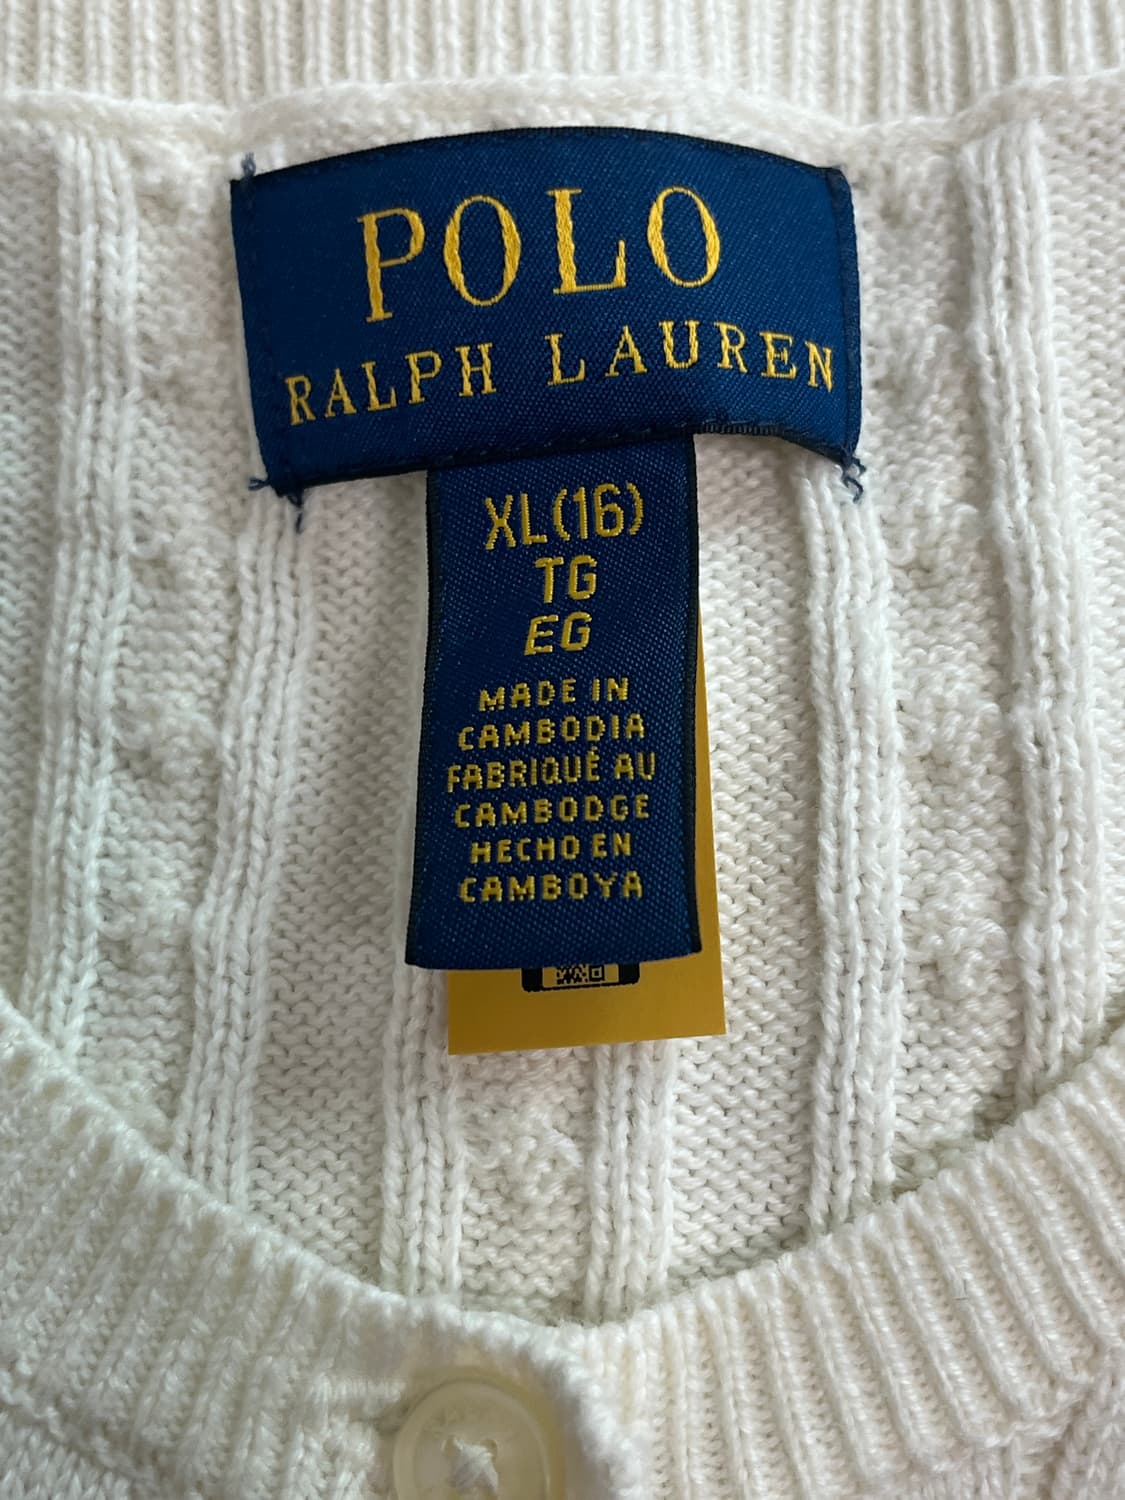 POLO
RALPH LAUREN
XL(16)
TG
EG
MADE IN
CAMBODIA
FABRIQUÉ AU
CAMBODGE
HECHO EN
CAMBOYA